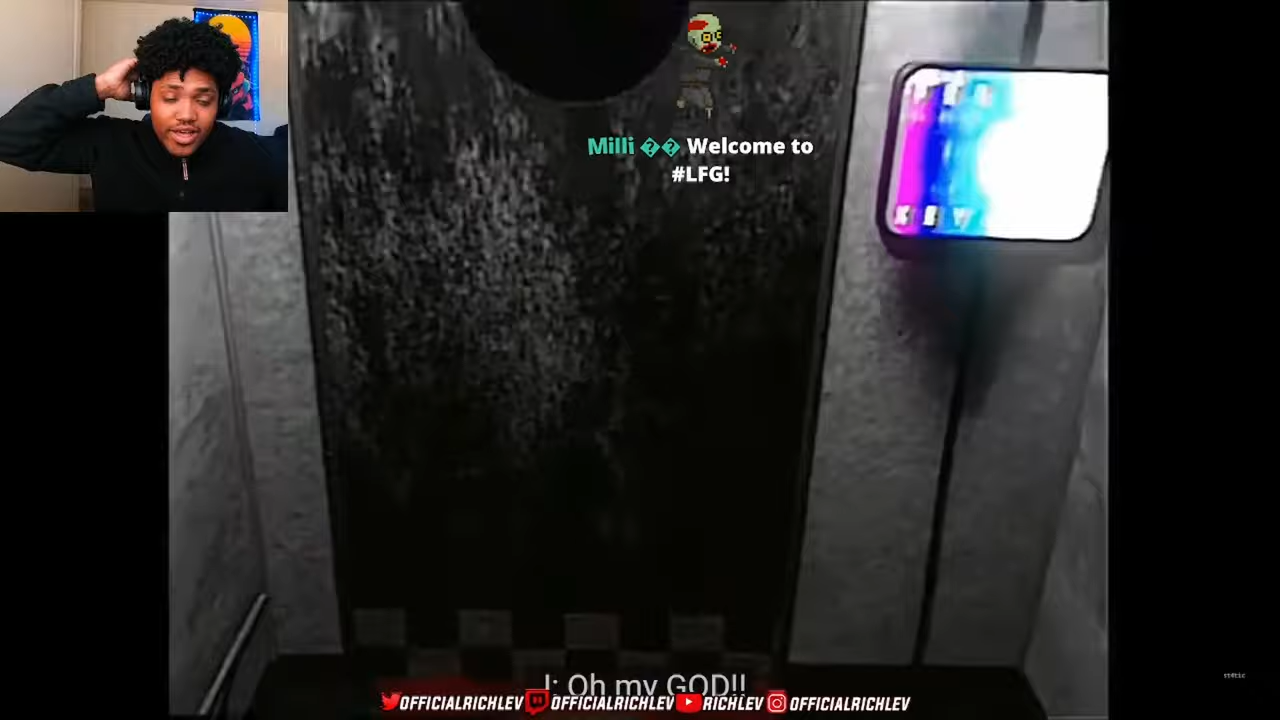 Milli �� Welcome to
#LFG!
J: Oh my GOD!!
OFFICIALRICHLEV OFFICIALRICHLEV RICHLEV OFFICIALRICHLEV